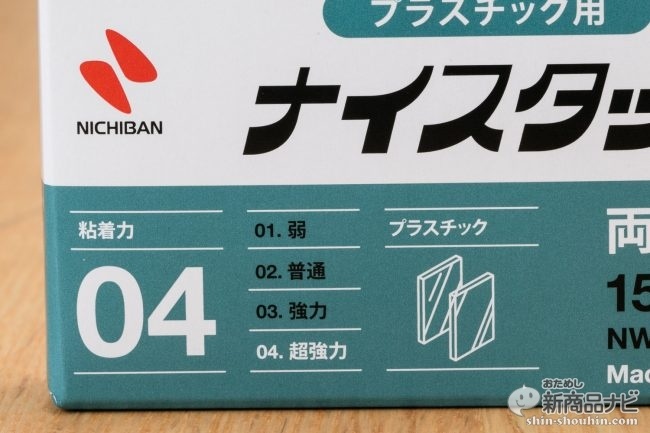 プラスチック用
NICHIBAN
ナイスタッ
粘着力
04
01. 弱
02. 普通
03. 強力
04. 超強力
プラスチック
両
15
NW
Mad
おためし
新商品ナビ
shin-shouhin.com